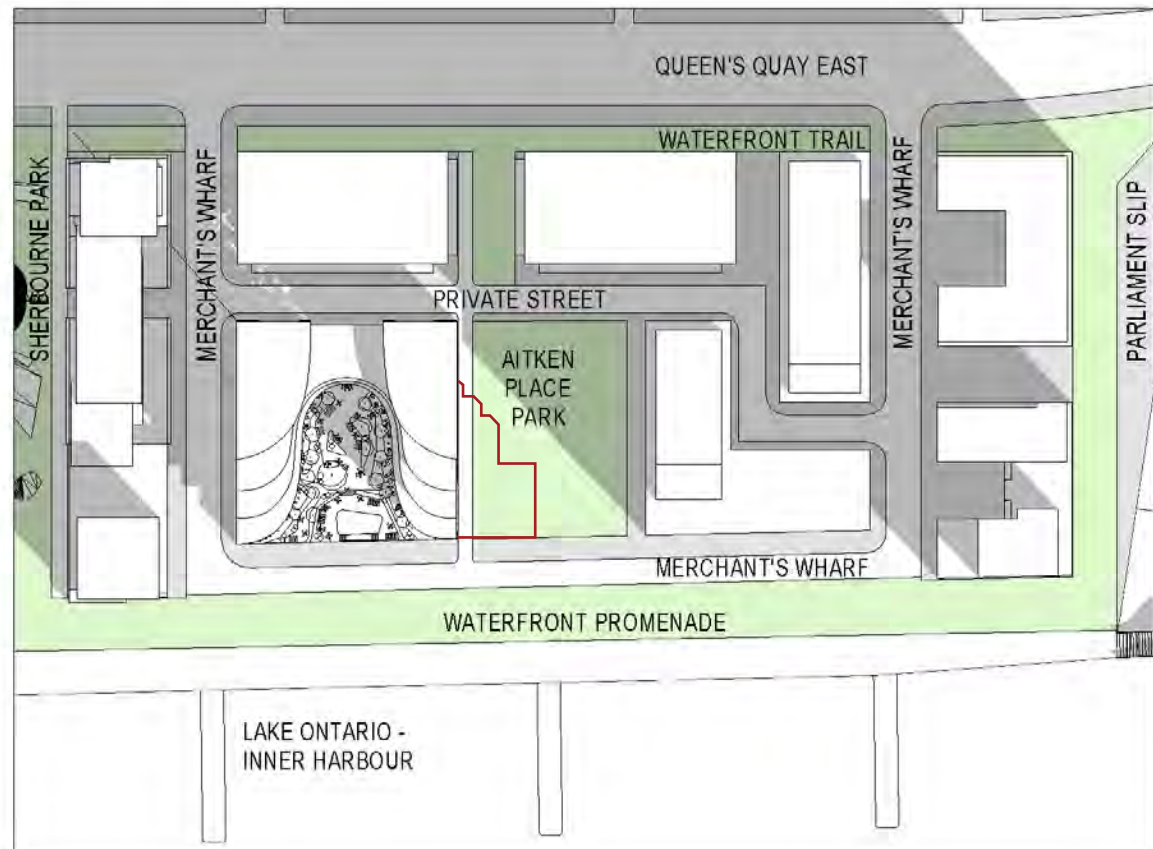 QUEEN'S QUAY EAST
WATERFRONT TRAIL
SHERBOURNE PARK
MERCHANT'S WHARF
MERCHANT'S WHARF
PARLIAMENT SLIP
PRIVATE STREET
AITKEN
PLACE
PARK
MERCHANT'S WHARF
WATERFRONT PROMENADE
LAKE ONTARIO -
INNER HARBOUR